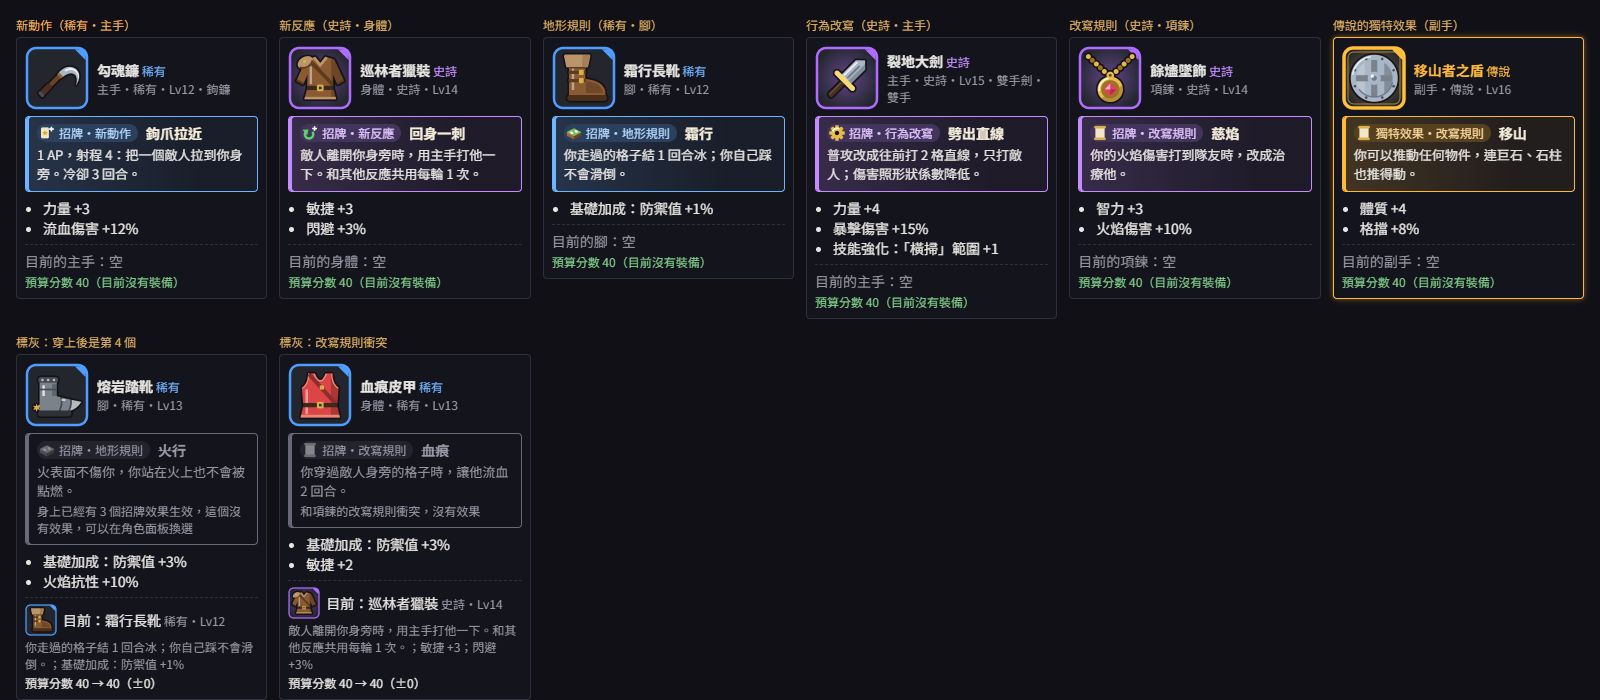 新動作（稀有・主手）
勾魂鐮 稀有
主手・稀有・Lv12・鉤鐮
招牌・新動作 鉤爪拉近
1 AP，射程 4：把一個敵人拉到你身
旁。冷卻 3 回合。
• 力量 +3
• 流血傷害 +12%
目前的主手：空
預算分數 40（目前沒有裝備）
新反應（史詩・身體）
巡林者獵裝 史詩
身體・史詩・Lv14
招牌・新反應 回身一刺
敵人離開你身旁時，用主手打他一
下。和其他反應共用每輪 1 次。
• 敏捷 +3
• 閃避 +3%
目前的身體：空
預算分數 40（目前沒有裝備）
地形規則（稀有・腳）
霜行長靴 稀有
腳・稀有・Lv12
招牌・地形規則 霜行
你走過的格子結 1 回合冰；你自己踩
不會滑倒。
• 基礎加成：防禦值 +1%
目前的腳：空
預算分數 40（目前沒有裝備）
行為改寫（史詩・主手）
裂地大劍 史詩
主手・史詩・Lv15・雙手劍・
雙手
招牌・行為改寫 劈出直線
普攻改成往前打 2 格直線，只打敵
人；傷害照形狀係數降低。
• 力量 +4
• 暴擊傷害 +15%
• 技能強化：「橫掃」範圍 +1
目前的主手：空
預算分數 40（目前沒有裝備）
改寫規則（史詩・項鍊）
餘燼墜飾 史詩
項鍊・史詩・Lv14
招牌・改寫規則 慈焰
你的火焰傷害打到隊友時，改成治
療他。
• 智力 +3
• 火焰傷害 +10%
目前的項鍊：空
預算分數 40（目前沒有裝備）
傳說的獨特效果（副手）
移山者之盾 傳說
副手・傳說・Lv16
獨特效果・改寫規則 移山
你可以推動任何物件，連巨石、石柱
也推得動。
• 體質 +4
• 格擋 +8%
目前的副手：空
預算分數 40（目前沒有裝備）
標灰：穿上後是第 4 個
熔岩踏靴 稀有
腳・稀有・Lv13
招牌・地形規則 火行
火表面不傷你，你站在火上也不會被
點燃。
身上已經有 3 個招牌效果生效，這個沒
有效果，可以在角色面板換選
• 基礎加成：防禦值 +3%
• 火焰抗性 +10%
目前：霜行長靴 稀有・Lv12
你走過的格子結 1 回合冰；你自己踩不會滑
倒。；基礎加成：防禦值 +1%
預算分數 40 → 40（±0）
標灰：改寫規則衝突
血痕皮甲 稀有
身體・稀有・Lv13
招牌・改寫規則 血痕
你穿過敵人身旁的格子時，讓他流血
2 回合。
和項鍊的改寫規則衝突，沒有效果
• 基礎加成：防禦值 +3%
• 敏捷 +2
目前：巡林者獵裝 史詩・Lv14
敵人離開你身旁時，用主手打他一下。和其
他反應共用每輪 1 次。；敏捷 +3；閃避
+3%
預算分數 40 → 40（±0）